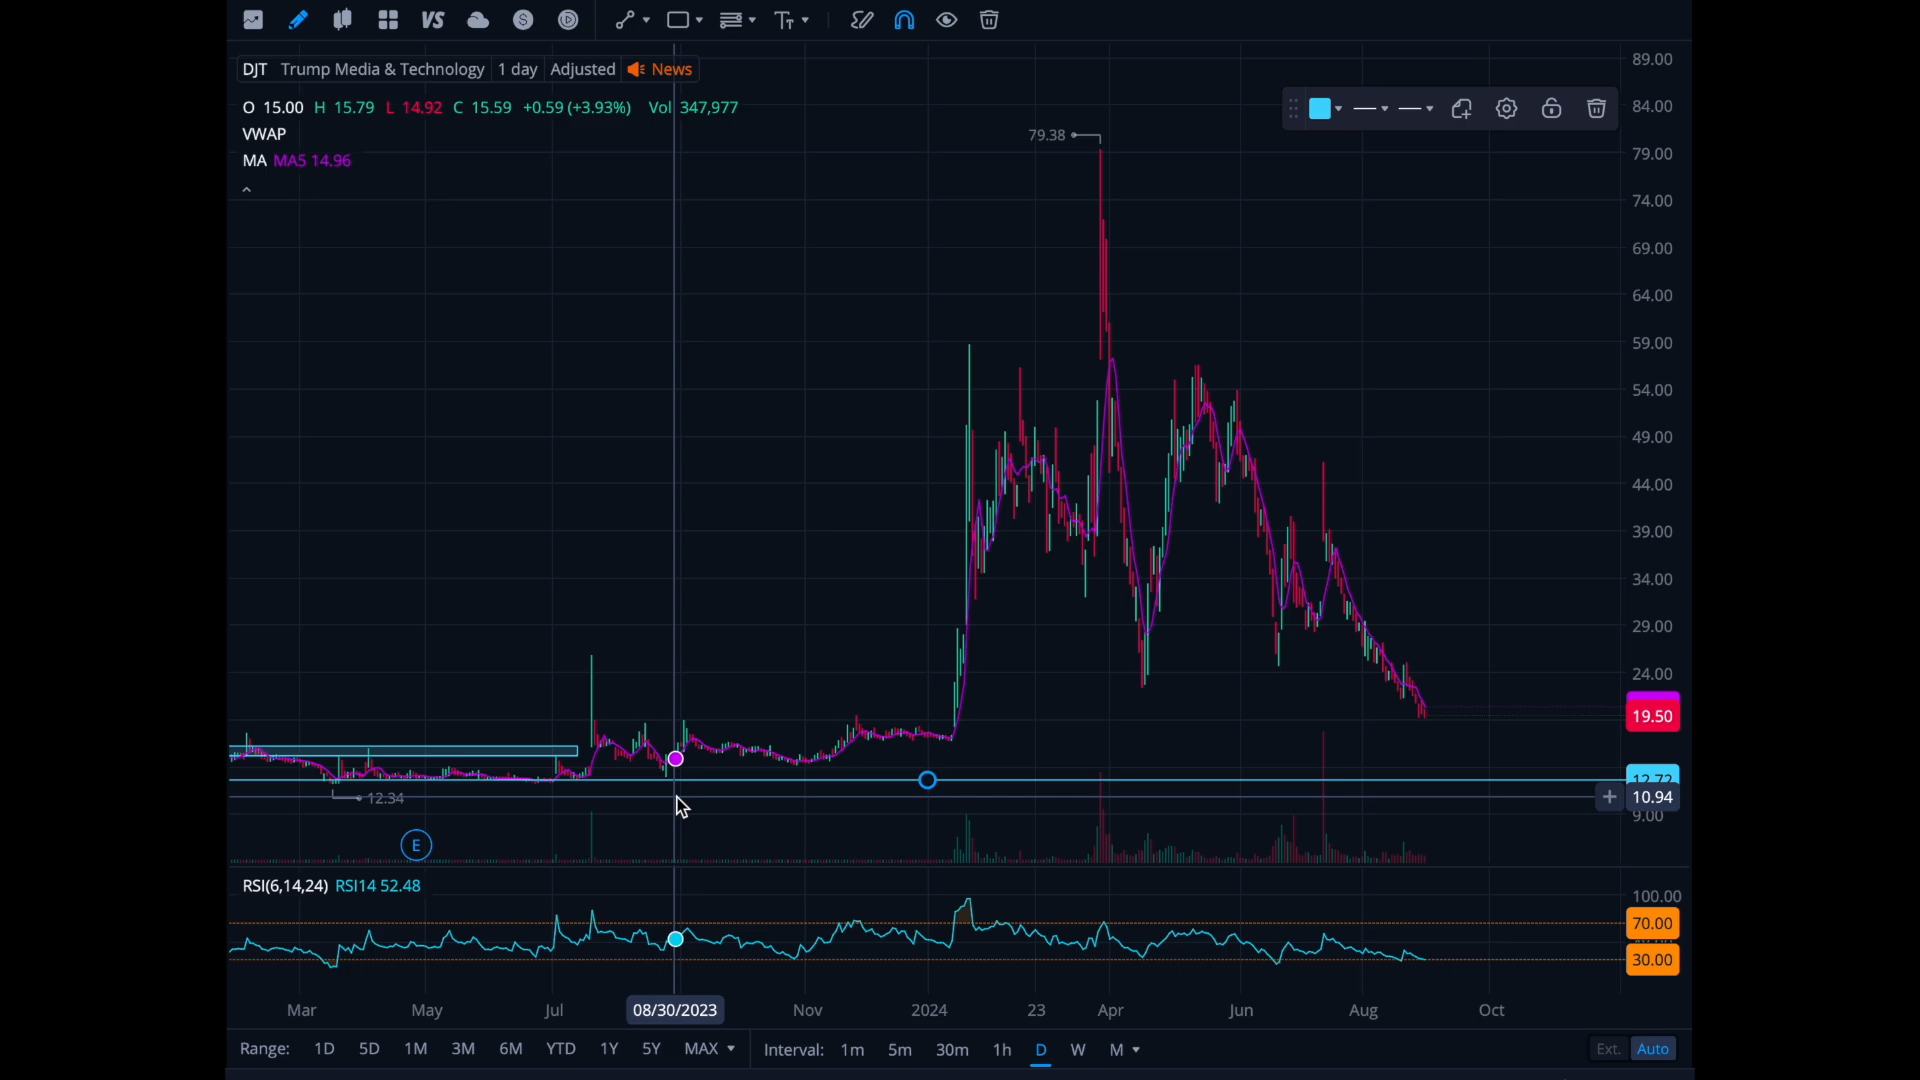 VS
DJT Trump Media & Technology 1 day Adjusted News
O 15.00 H 15.79 L 14.92 C 15.59 +0.59 (+3.93%) Vol 347,977
VWAP
MA MA5 14.96
79.38
12.34
E
89.00
84.00
79.00
74.00
69.00
64.00
59.00
54.00
49.00
44.00
39.00
34.00
29.00
24.00
19.50
12.72
+ 10.94
9.00
RSI(6,14,24) RSI14 52.48
100.00
70.00
30.00
Mar May Jul 08/30/2023 Nov 2024 23 Apr Jun Aug Oct
Range: 1D 5D 1M 3M 6M YTD 1Y 5Y MAX Interval: 1m 5m 30m 1h D W M Ext. Auto